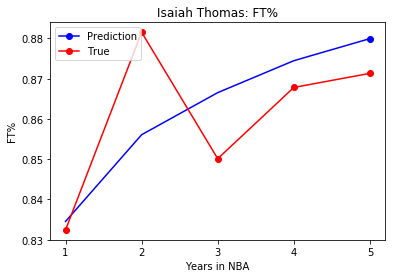 Isaiah Thomas: FT%
Prediction
True
0.88
0.87
0.86
0.85
0.84
0.83
FT%
1 2 3 4 5
Years in NBA